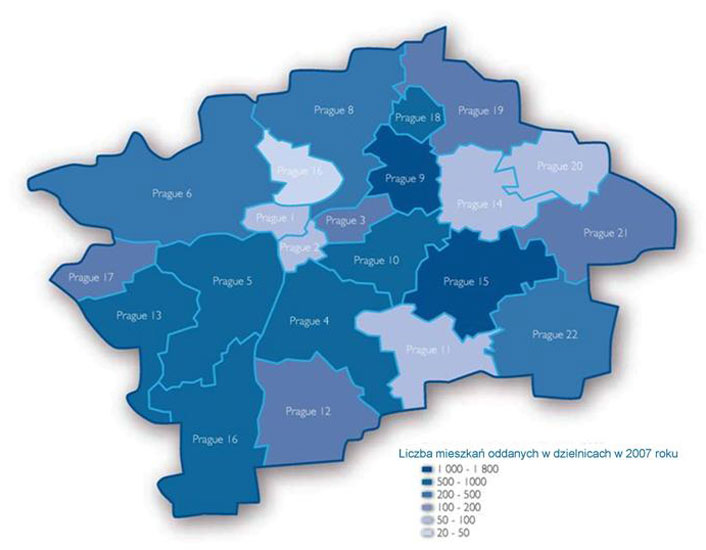 Prague 8
Prague 19
Prague 18
Prague 16
Prague 9
Prague 20
Prague 6
Prague 14
Prague 1
Prague 3
Prague 21
Prague 2
Prague 10
Prague 17
Prague 5
Prague 15
Prague 13
Prague 4
Prague 22
Prague 11
Prague 12
Prague 16
Liczba mieszkań oddanych w dzielnicach w 2007 roku
1 000 - 1 800
500 - 1000
200 - 500
100 - 200
50 - 100
20 - 50